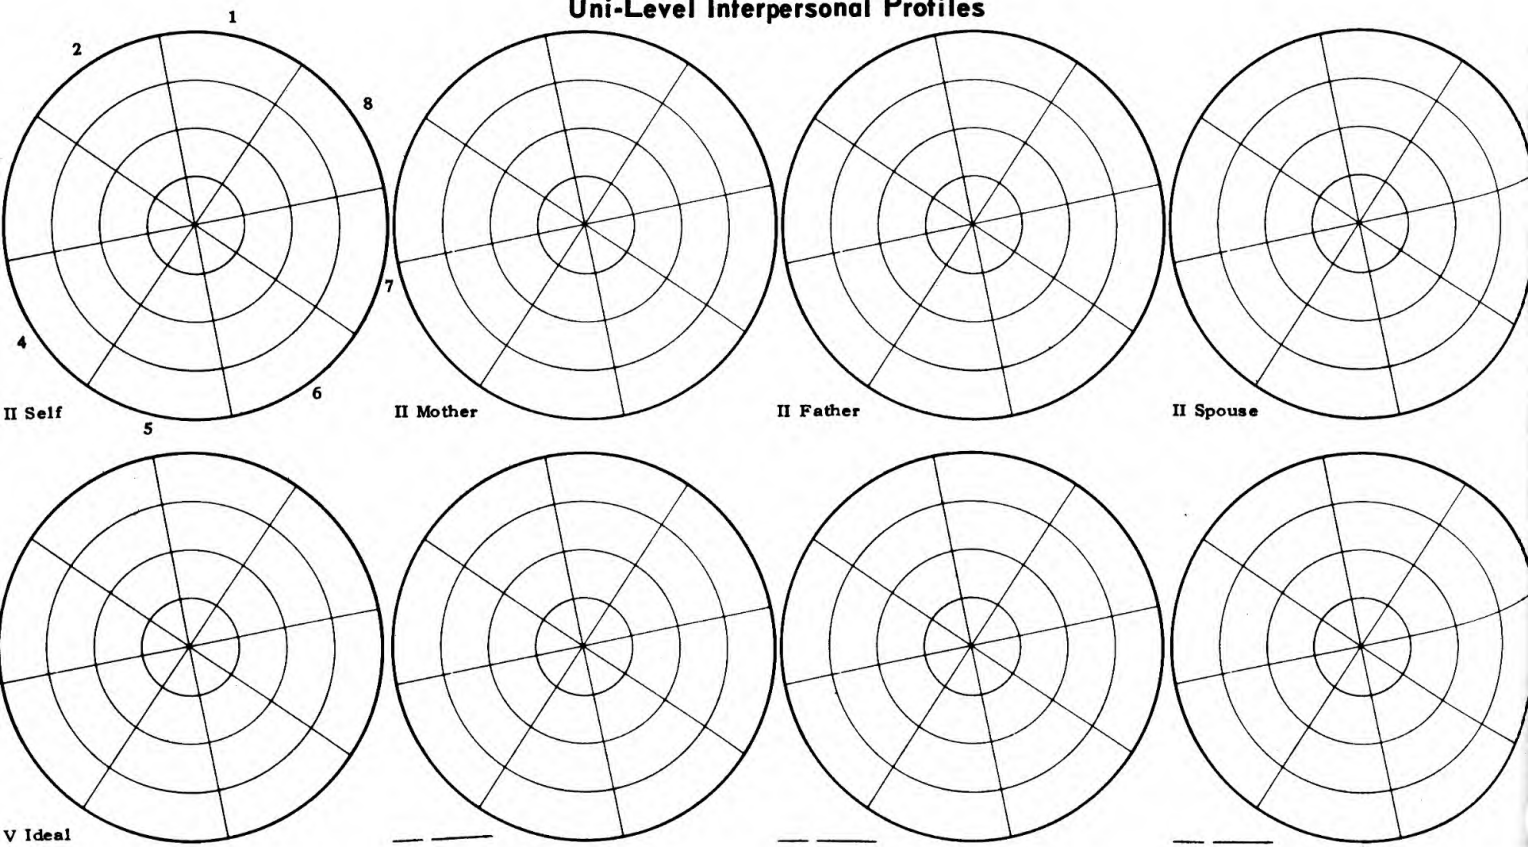 Uni-Level Interpersonal Profiles
1
2
8
7
4
6
5
II Self
II Mother
II Father
II Spouse
V Ideal